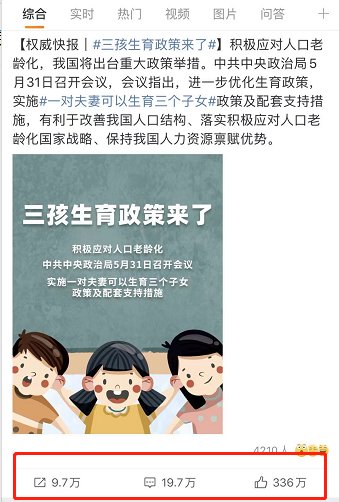 综合 实时 热门 视频 图片 问答
【权威快报｜#三孩生育政策来了#】积极应对人口老
龄化，我国将出台重大政策举措。中共中央政治局5
月31日召开会议，会议指出，进一步优化生育政策，
实施#一对夫妻可以生育三个子女#政策及配套支持措
施，有利于改善我国人口结构、落实积极应对人口老
龄化国家战略、保持我国人力资源禀赋优势。
三孩生育政策来了
积极应对人口老龄化
中共中央政治局5月31日召开会议
实施一对夫妻可以生育三个子女
政策及配套支持措施
4210人
9.7万 19.7万 336万